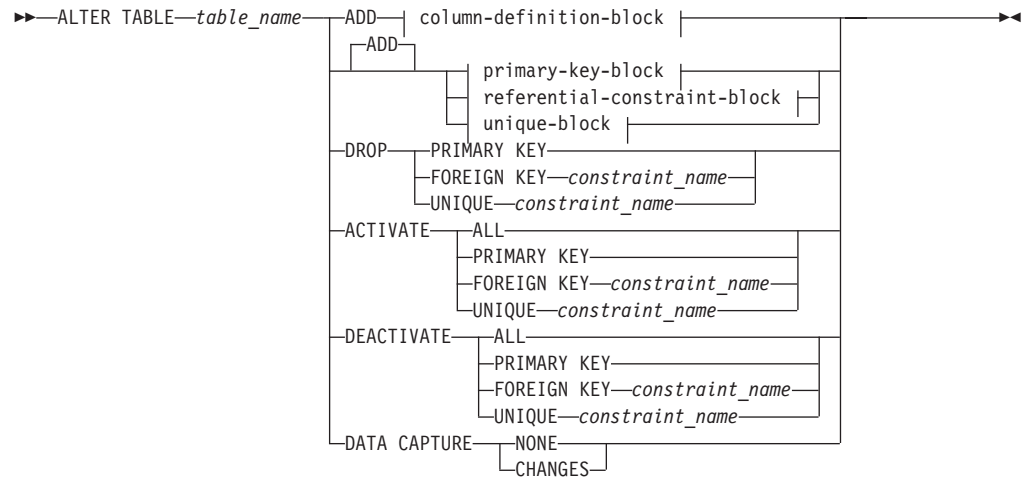 ALTER TABLE table_name ADD column-definition-block
ADD
primary-key-block
referential-constraint-block
unique-block
DROP PRIMARY KEY
FOREIGN KEY constraint_name
UNIQUE constraint_name
ACTIVATE ALL
PRIMARY KEY
FOREIGN KEY constraint_name
UNIQUE constraint_name
DEACTIVATE ALL
PRIMARY KEY
FOREIGN KEY constraint_name
UNIQUE constraint_name
DATA CAPTURE NONE
CHANGES